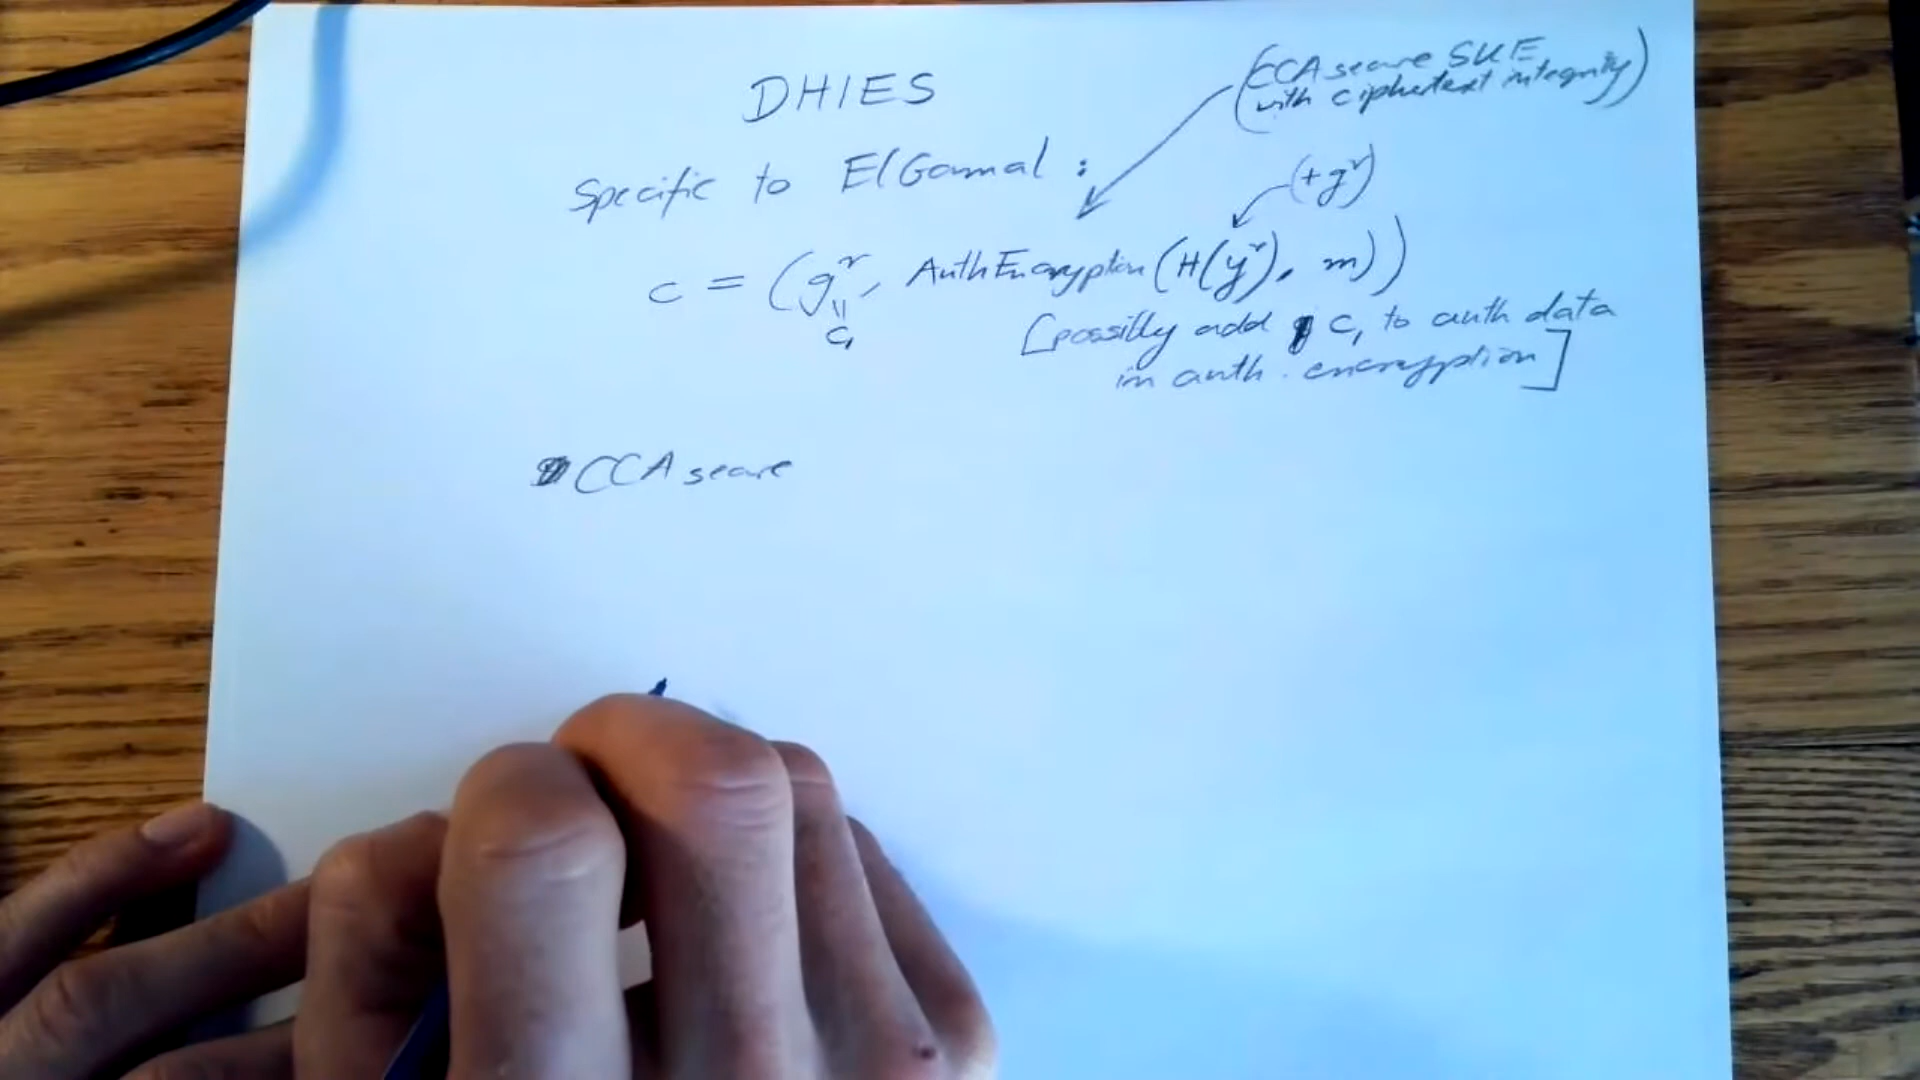 DHIES
(CCA secure SKE
with ciphertext integrity)
Specific to ElGamal :
(+g^r)
c = (g^r, AuthEncryption(H(y^r), m))
c₁
[possilly add c₁ to auth data
in auth. encryption]
CCA secure